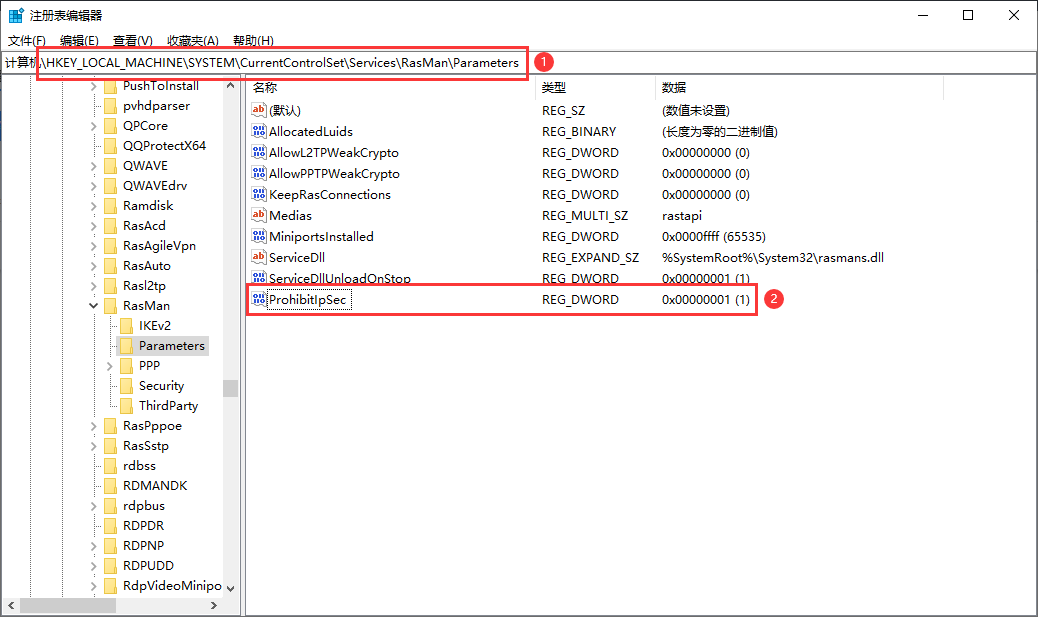 注册表编辑器
文件(F) 编辑(E) 查看(V) 收藏夹(A) 帮助(H)
计算机\HKEY_LOCAL_MACHINE\SYSTEM\CurrentControlSet\Services\RasMan\Parameters 1
PushToInstall
pvhdparser
QPCore
QQProtectX64
QWAVE
QWAVEdrv
Ramdisk
RasAcd
RasAgileVpn
RasAuto
Rasl2tp
RasMan
IKEv2
Parameters
PPP
Security
ThirdParty
RasPppoe
RasSstp
rdbss
RDMANDK
rdpbus
RDPDR
RDPNP
RDPUDD
RdpVideoMinipo
名称 类型 数据
ab (默认) REG_SZ (数值未设置)
AllocatedLuids REG_BINARY (长度为零的二进制值)
AllowL2TPWeakCrypto REG_DWORD 0x00000000 (0)
AllowPPTPWeakCrypto REG_DWORD 0x00000000 (0)
KeepRasConnections REG_DWORD 0x00000000 (0)
ab Medias REG_MULTI_SZ rastapi
MiniportsInstalled REG_DWORD 0x0000ffff (65535)
ab ServiceDll REG_EXPAND_SZ %SystemRoot%\System32\rasmans.dll
ServiceDllUnloadOnStop REG_DWORD 0x00000001 (1)
ProhibitIpSec REG_DWORD 0x00000001 (1) 2